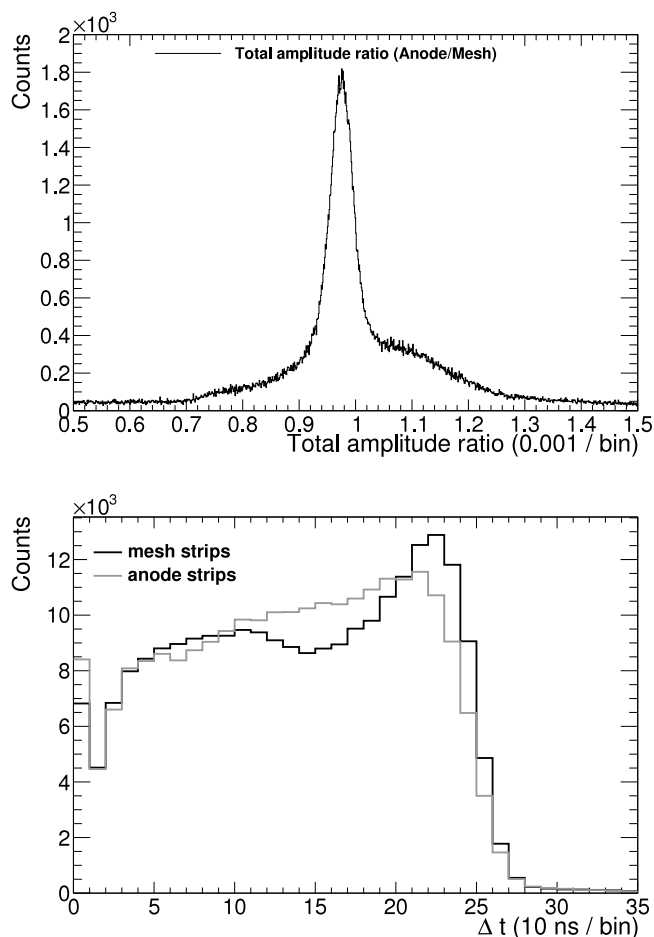 ×10³
Counts
2
1.8
1.6
1.4
1.2
1
0.8
0.6
0.4
0.2
0
Total amplitude ratio (Anode/Mesh)
0.5 0.6 0.7 0.8 0.9 1 1.1 1.2 1.3 1.4 1.5
Total amplitude ratio (0.001 / bin)
×10³
Counts
12
10
8
6
4
2
0
mesh strips
anode strips
0 5 10 15 20 25 30 35
Δ t (10 ns / bin)